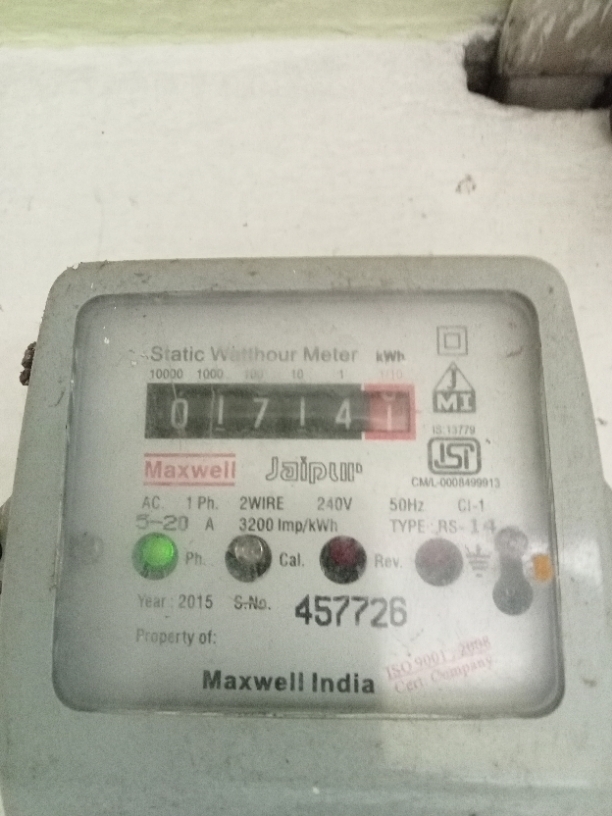 Static Watthour Meter kWh
10000 1000 100 10 1 1/10
0 1 7 1 4 1
J
MI
IS:13779
ISI
CM/L-0008499913
Maxwell Jaipur
AC. 1 Ph. 2WIRE 240V 50Hz Cl-1
5-20 A 3200 Imp/kWh TYPE RS-14
Ph. Cal. Rev.
Year : 2015 S.No. 457726
Property of:
ISO 9001 : 2008
Cert. Company
Maxwell India